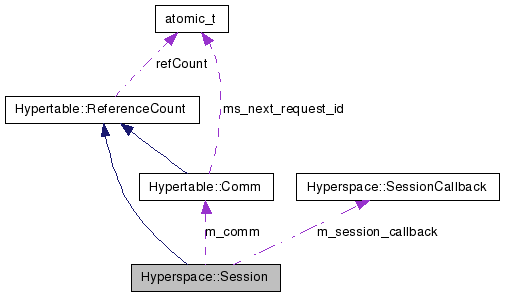 atomic_t
refCount
Hypertable::ReferenceCount
ms_next_request_id
Hypertable::Comm
Hyperspace::SessionCallback
m_comm
m_session_callback
Hyperspace::Session